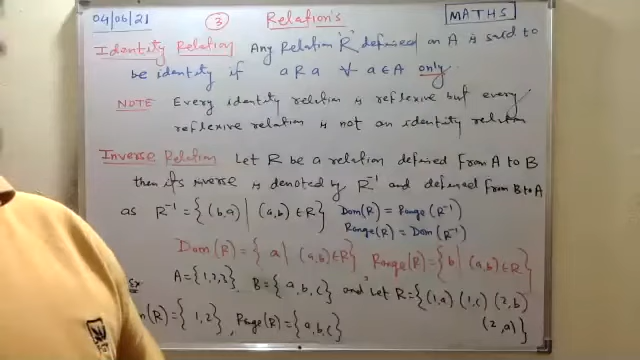 04/06/21 3 Relation's MATHS
Identity Relation Any Relation 'R' defined on A is said to
be identity if a R a ∀ a ∈ A only.
NOTE Every identity relation is reflexive but every
reflexive relation is not an identity relation
Inverse Relation Let R be a relation defined from A to B
then its inverse is denoted by R⁻¹ and defined from B to A
as R⁻¹ = { (b,a) | (a,b) ∈ R } Dom(R) = Range (R⁻¹)
Range(R) = Dom (R⁻¹)
Dom(R) = { a | (a,b) ∈ R } Range(R) = { b | (a,b) ∈ R }
Ex A = {1,2,3}, B = {a,b,c} and let R = { (1,a) (1,c) (2,b)
(2,a) }
(R) = { 1,2 }, Range(R) = { a,b,c }